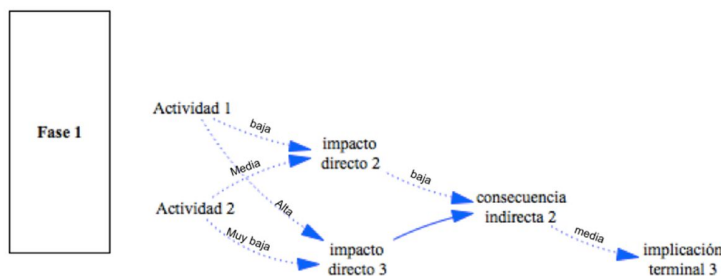 Fase 1
Actividad 1
baja
impacto
directo 2
Media
baja
Actividad 2
Alta
Muy baja
impacto
directo 3
consecuencia
indirecta 2
media
implicación
terminal 3